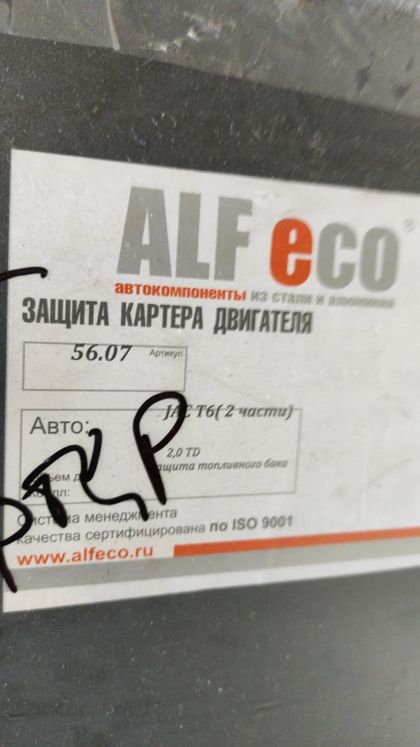 ALF eco®
автокомпоненты из стали и алюминия
ЗАЩИТА КАРТЕРА ДВИГАТЕЛЯ
56.07 Артикул
Авто: JAC T6( 2 части)
2,0 TD
защита топливного бака
Система менеджмента
качества сертифицирована по ISO 9001
www.alfeco.ru